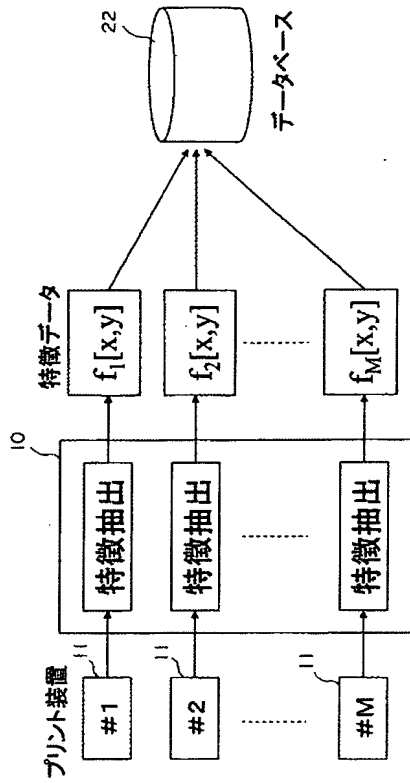 プリント装置
11
#1
11
#2
11
#M
10
特徴抽出
特徴抽出
特徴抽出
特徴データ
f1[x,y]
f2[x,y]
fM[x,y]
22
データベース